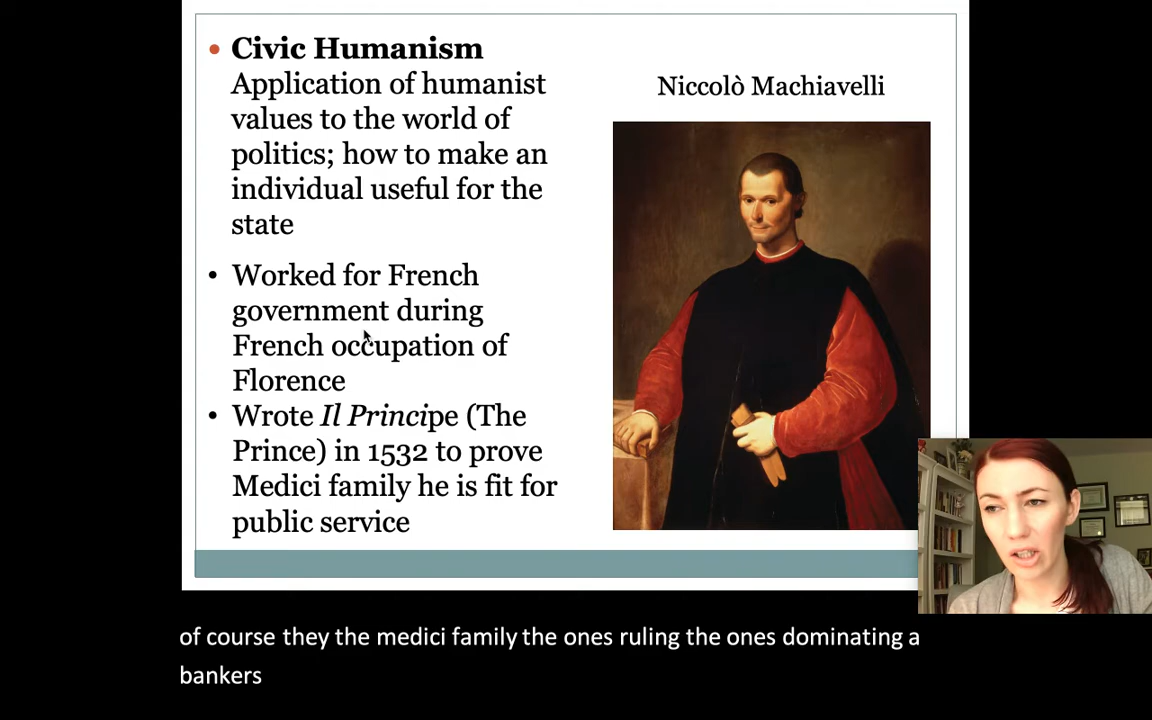 Civic Humanism
Application of humanist
values to the world of
politics; how to make an
individual useful for the
state
Worked for French
government during
French occupation of
Florence
Wrote Il Principe (The
Prince) in 1532 to prove
Medici family he is fit for
public service
Niccolò Machiavelli
of course they the medici family the ones ruling the ones dominating a
bankers